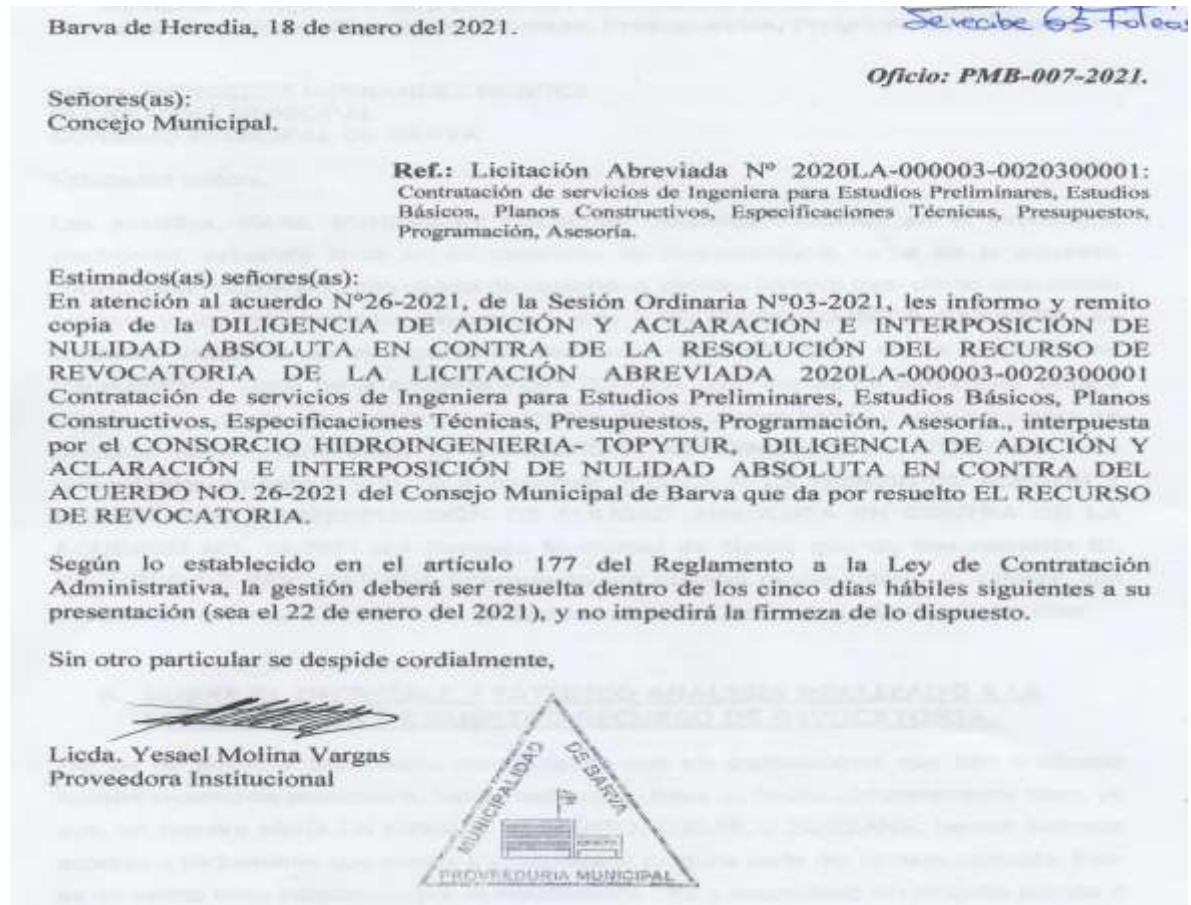 Se recibe 65 Folios
Barva de Heredia, 18 de enero del 2021.
Oficio: PMB-007-2021.
Señores(as):
Concejo Municipal.
Ref.: Licitación Abreviada Nº 2020LA-000003-0020300001:
Contratación de servicios de Ingeniera para Estudios Preliminares, Estudios
Básicos, Planos Constructivos, Especificaciones Técnicas, Presupuestos,
Programación, Asesoría.
Estimados(as) señores(as):
En atención al acuerdo N°26-2021, de la Sesión Ordinaria N°03-2021, les informo y remito
copia de la DILIGENCIA DE ADICIÓN Y ACLARACIÓN E INTERPOSICIÓN DE
NULIDAD ABSOLUTA EN CONTRA DE LA RESOLUCIÓN DEL RECURSO DE
REVOCATORIA DE LA LICITACIÓN ABREVIADA 2020LA-000003-0020300001
Contratación de servicios de Ingeniera para Estudios Preliminares, Estudios Básicos, Planos
Constructivos, Especificaciones Técnicas, Presupuestos, Programación, Asesoría., interpuesta
por el CONSORCIO HIDROINGENIERIA- TOPYTUR, DILIGENCIA DE ADICIÓN Y
ACLARACIÓN E INTERPOSICIÓN DE NULIDAD ABSOLUTA EN CONTRA DEL
ACUERDO NO. 26-2021 del Consejo Municipal de Barva que da por resuelto EL RECURSO
DE REVOCATORIA.
Según lo establecido en el artículo 177 del Reglamento a la Ley de Contratación
Administrativa, la gestión deberá ser resuelta dentro de los cinco días hábiles siguientes a su
presentación (sea el 22 de enero del 2021), y no impedirá la firmeza de lo dispuesto.
Sin otro particular se despide cordialmente,
Licda. Yesael Molina Vargas
Proveedora Institucional
MUNICIPALIDAD DE BARVA
PROVEEDURIA MUNICIPAL